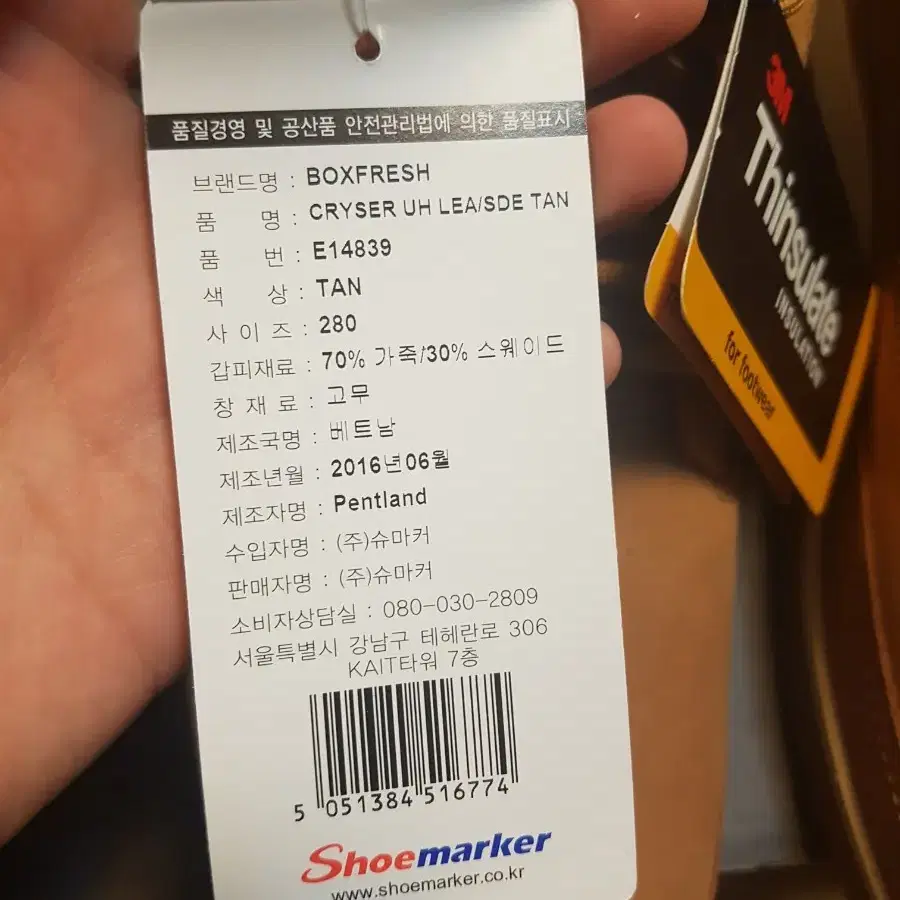 품질경영 및 공산품 안전관리법에 의한 품질표시
브랜드명 : BOXFRESH
품 명 : CRYSER UH LEA/SDE TAN
품 번 : E14839
색 상 : TAN
사 이 즈 : 280
갑피재료 : 70% 가죽/30% 스웨이드
창 재 료 : 고무
제조국명 : 베트남
제조년월 : 2016년06월
제조자명 : Pentland
수입자명 : (주)슈마커
판매자명 : (주)슈마커
소비자상담실 : 080-030-2809
서울특별시 강남구 테헤란로 306
KAIT타워 7층
5 051384 516774
Shoemarker
www.shoemarker.co.kr
3M
Thinsulate
INSULATION
for footwear